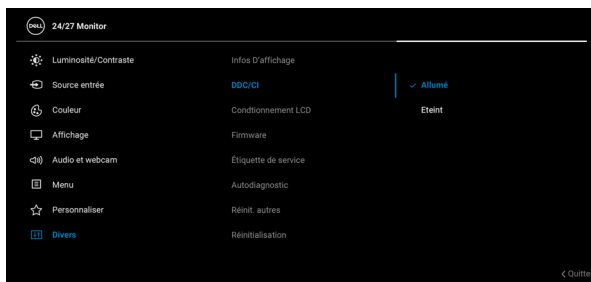 DELL 24/27 Monitor
Luminosité/Contraste Infos D'affichage
Source entrée DDC/CI ✓ Allumé
Couleur Condtionnement LCD Eteint
Affichage Firmware
Audio et webcam Étiquette de service
Menu Autodiagnostic
Personnaliser Réinit. autres
Divers Réinitialisation
< Quitte